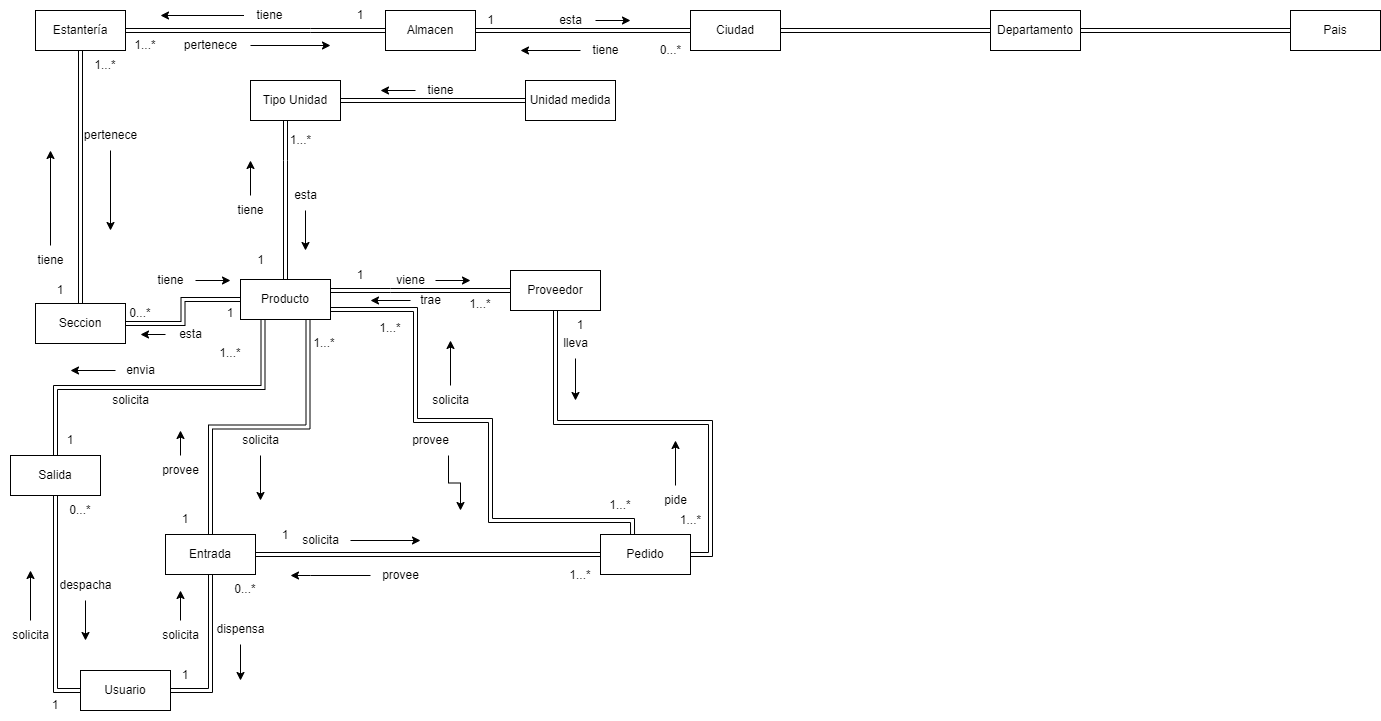 Estantería
tiene
1
Almacen
1
esta
Ciudad
Departamento
Pais
1...*
pertenece
tiene
0...*
1...*
Tipo Unidad
tiene
Unidad medida
pertenece
1...*
tiene
esta
tiene
1
1
tiene
Producto
1
viene
Proveedor
trae
1...*
Seccion
0...*
1
esta
1...*
1...*
1...*
1
lleva
envia
solicita
solicita
1
solicita
provee
provee
Salida
0...*
1
pide
1...*
1...*
Entrada
1
solicita
Pedido
0...*
provee
1...*
despacha
solicita
solicita
dispensa
1
Usuario
1